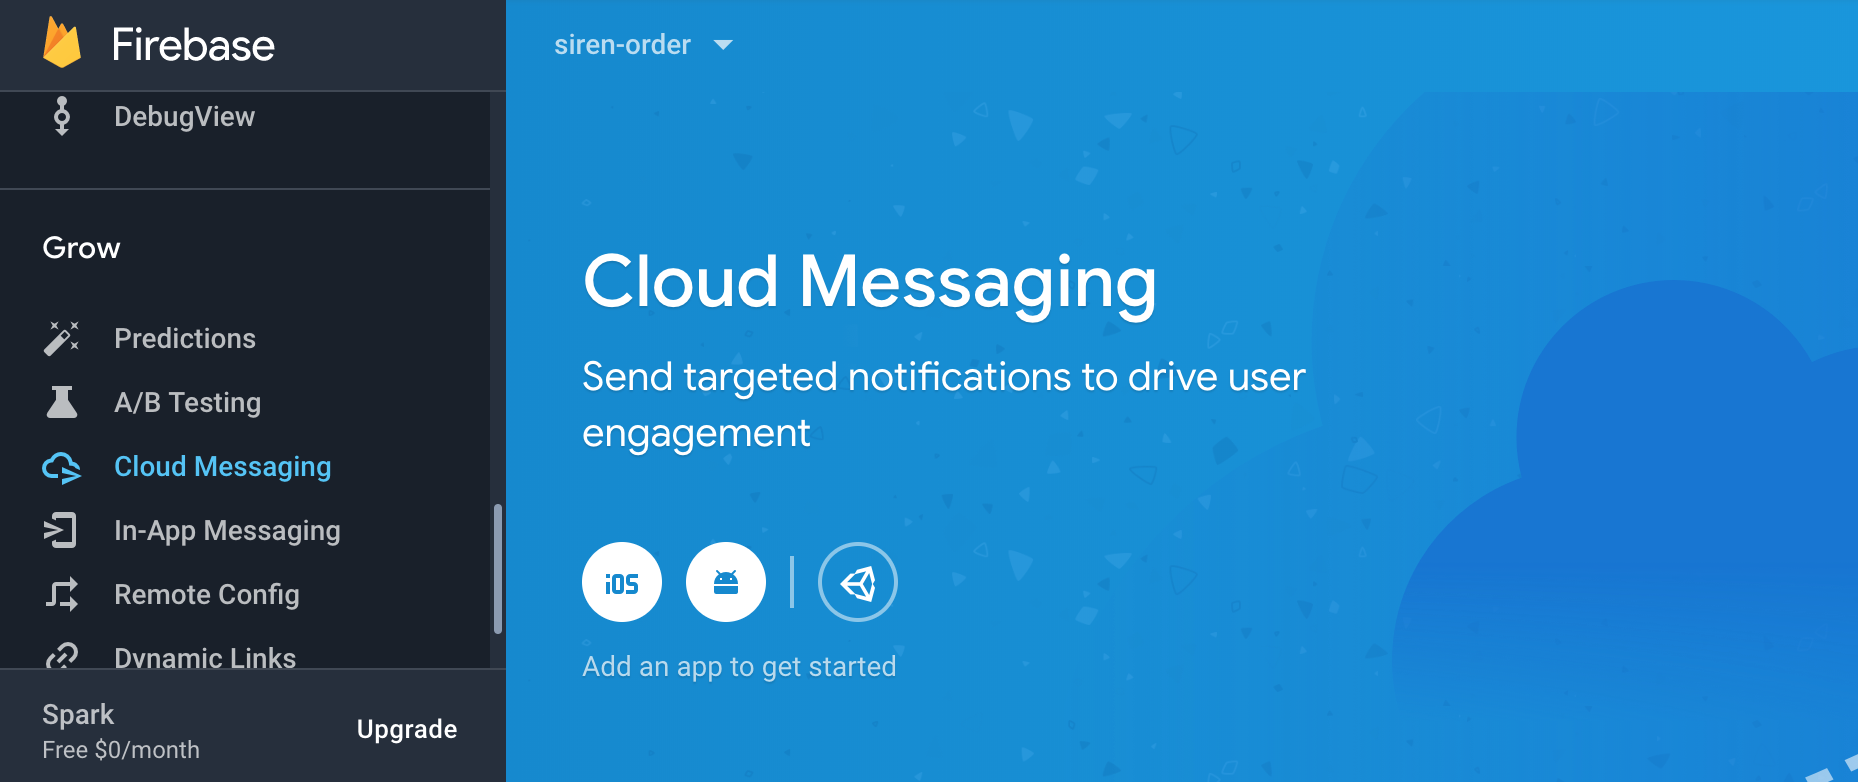 Firebase
DebugView
Grow
Predictions
A/B Testing
Cloud Messaging
In-App Messaging
Remote Config
Dynamic Links
Spark
Free $0/month
Upgrade
siren-order
Cloud Messaging
Send targeted notifications to drive user
engagement
iOS
Add an app to get started